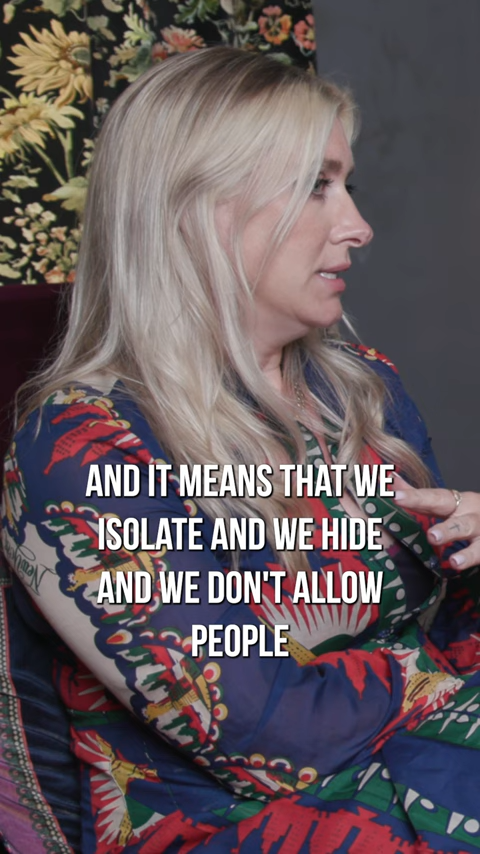 AND IT MEANS THAT WE
ISOLATE AND WE HIDE
AND WE DON'T ALLOW
PEOPLE